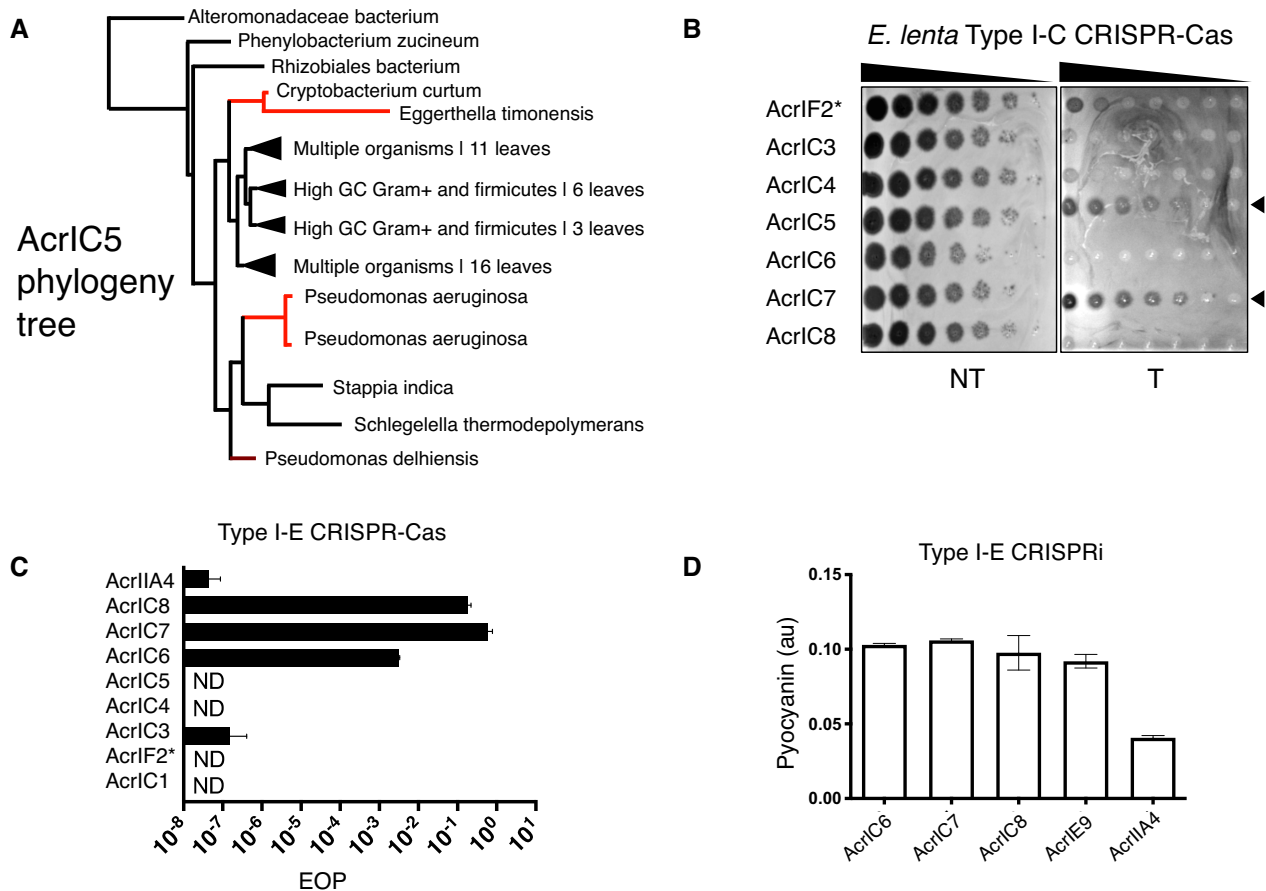 A
Alteromonadaceae bacterium
Phenylobacterium zucineum
Rhizobiales bacterium
Cryptobacterium curtum
Eggerthella timonensis
Multiple organisms | 11 leaves
High GC Gram+ and firmicutes | 6 leaves
High GC Gram+ and firmicutes | 3 leaves
Multiple organisms | 16 leaves
Pseudomonas aeruginosa
Pseudomonas aeruginosa
Stappia indica
Schlegelella thermodepolymerans
Pseudomonas delhiensis
AcrIC5
phylogeny
tree
B
E. lenta Type I-C CRISPR-Cas
AcrIF2*
AcrIC3
AcrIC4
AcrIC5
AcrIC6
AcrIC7
AcrIC8
NT
T
C
Type I-E CRISPR-Cas
AcrIIA4
AcrIC8
AcrIC7
AcrIC6
AcrIC5 ND
AcrIC4 ND
AcrIC3
AcrIF2* ND
AcrIC1 ND
10-8 10-7 10-6 10-5 10-4 10-3 10-2 10-1 100 101
EOP
D
Type I-E CRISPRi
Pyocyanin (au)
0.15
0.10
0.05
0.00
AcrIC6 AcrIC7 AcrIC8 AcrIE9 AcrIIA4